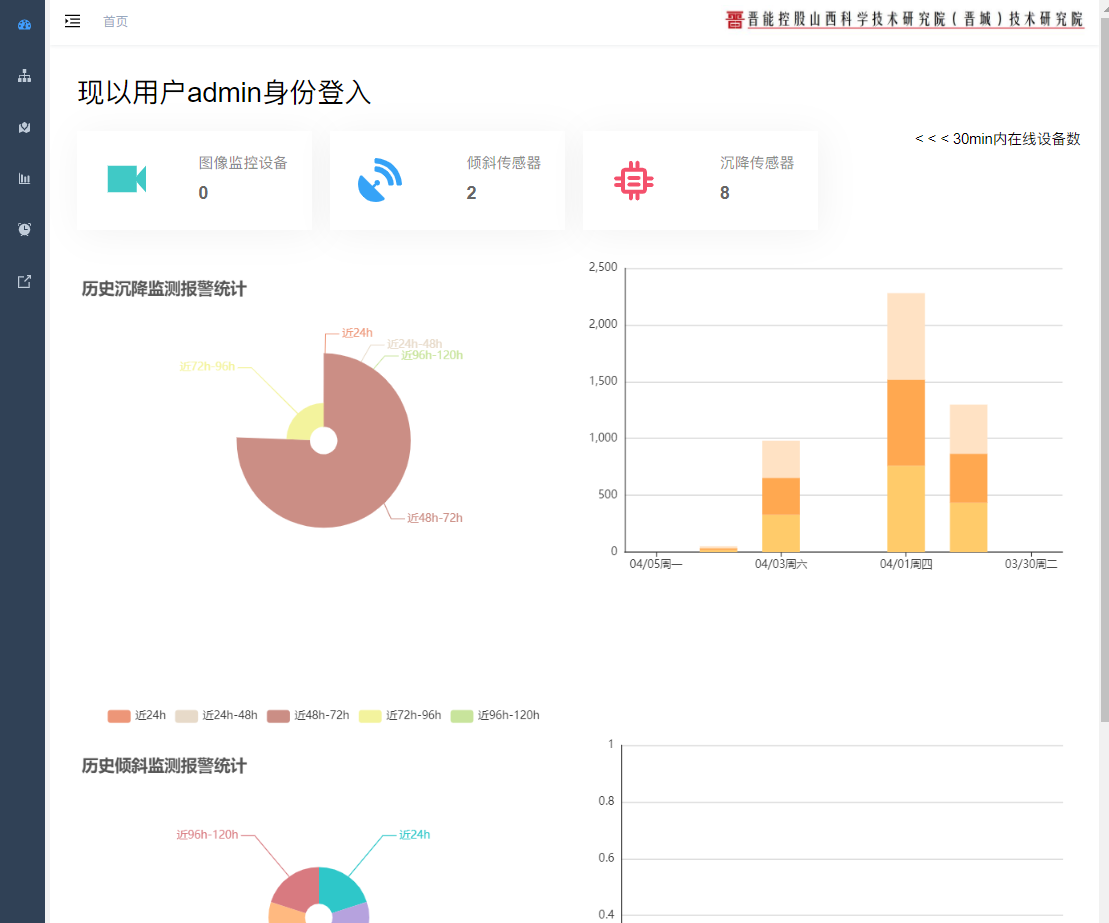 首页
晋 晋能控股山西科学技术研究院(晋城)技术研究院
现以用户admin身份登入
< < < 30min内在线设备数
图像监控设备
0
倾斜传感器
2
沉降传感器
8
历史沉降监测报警统计
近24h
近24h-48h
近96h-120h
近72h-96h
近48h-72h
近24h 近24h-48h 近48h-72h 近72h-96h 近96h-120h
2,500
2,000
1,500
1,000
500
0
04/05周一 04/03周六 04/01周四 03/30周二
历史倾斜监测报警统计
近96h-120h
近24h
1
0.8
0.6
0.4